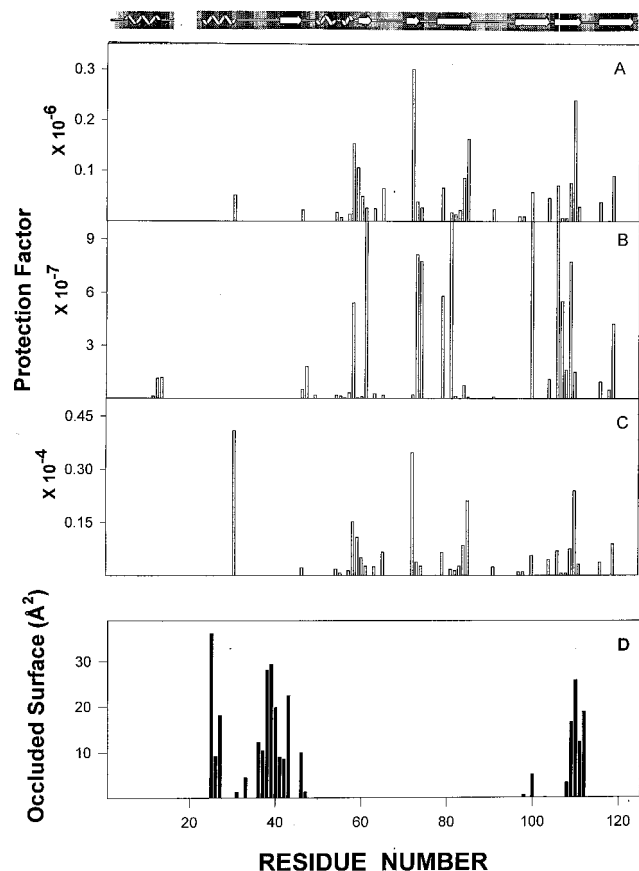 A
0.3
0.2
0.1
X 10-6
B
9
6
3
X 10-7
Protection Factor
C
0.45
0.30
0.15
X 10-4
D
30
20
10
Occluded Surface (Å2)
20 40 60 80 100 120
RESIDUE NUMBER